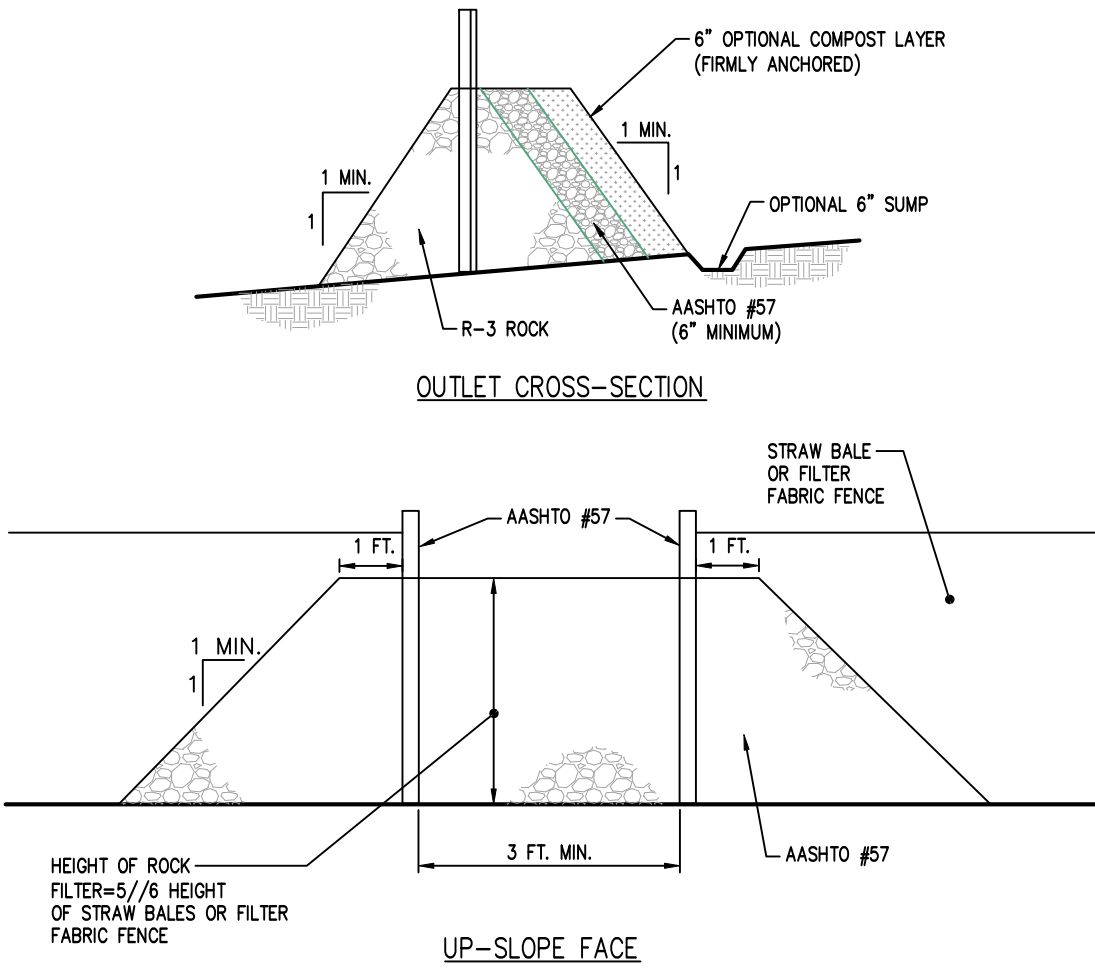 6" OPTIONAL COMPOST LAYER
(FIRMLY ANCHORED)
1 MIN.
1
1 MIN.
1
OPTIONAL 6" SUMP
AASHTO #57
(6" MINIMUM)
R-3 ROCK
OUTLET CROSS-SECTION
STRAW BALE
OR FILTER
FABRIC FENCE
AASHTO #57
1 FT.
1 FT.
1 MIN.
1
3 FT. MIN.
AASHTO #57
HEIGHT OF ROCK
FILTER=5//6 HEIGHT
OF STRAW BALES OR FILTER
FABRIC FENCE
UP-SLOPE FACE